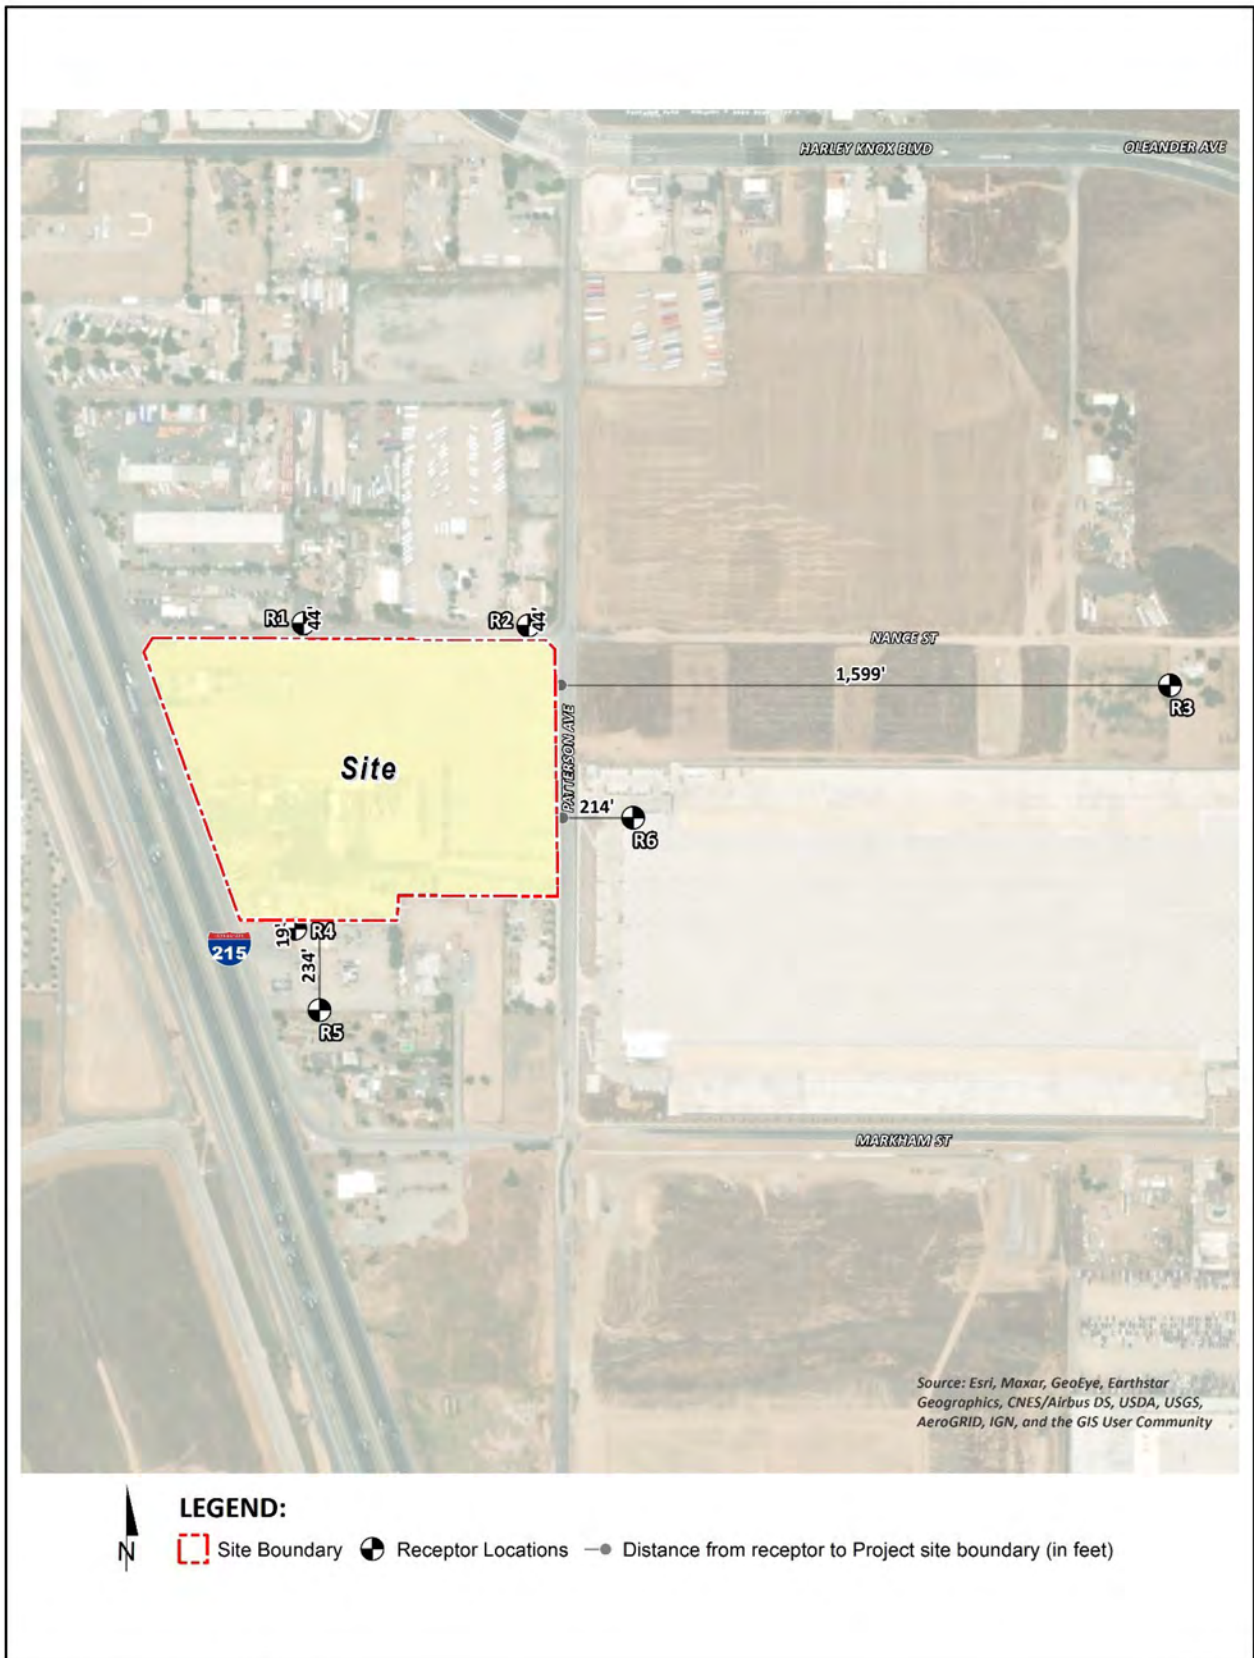 HARLEY KNOX BLVD
OLEANDER AVE
R1
44'
R2
44'
NANCE ST
1,599'
R3
Site
PATTERSON AVE
214'
R6
19'
R4
215
234'
R5
MARKHAM ST
Source: Esri, Maxar, GeoEye, Earthstar
Geographics, CNES/Airbus DS, USDA, USGS,
AeroGRID, IGN, and the GIS User Community
N
LEGEND:
Site Boundary
Receptor Locations
Distance from receptor to Project site boundary (in feet)